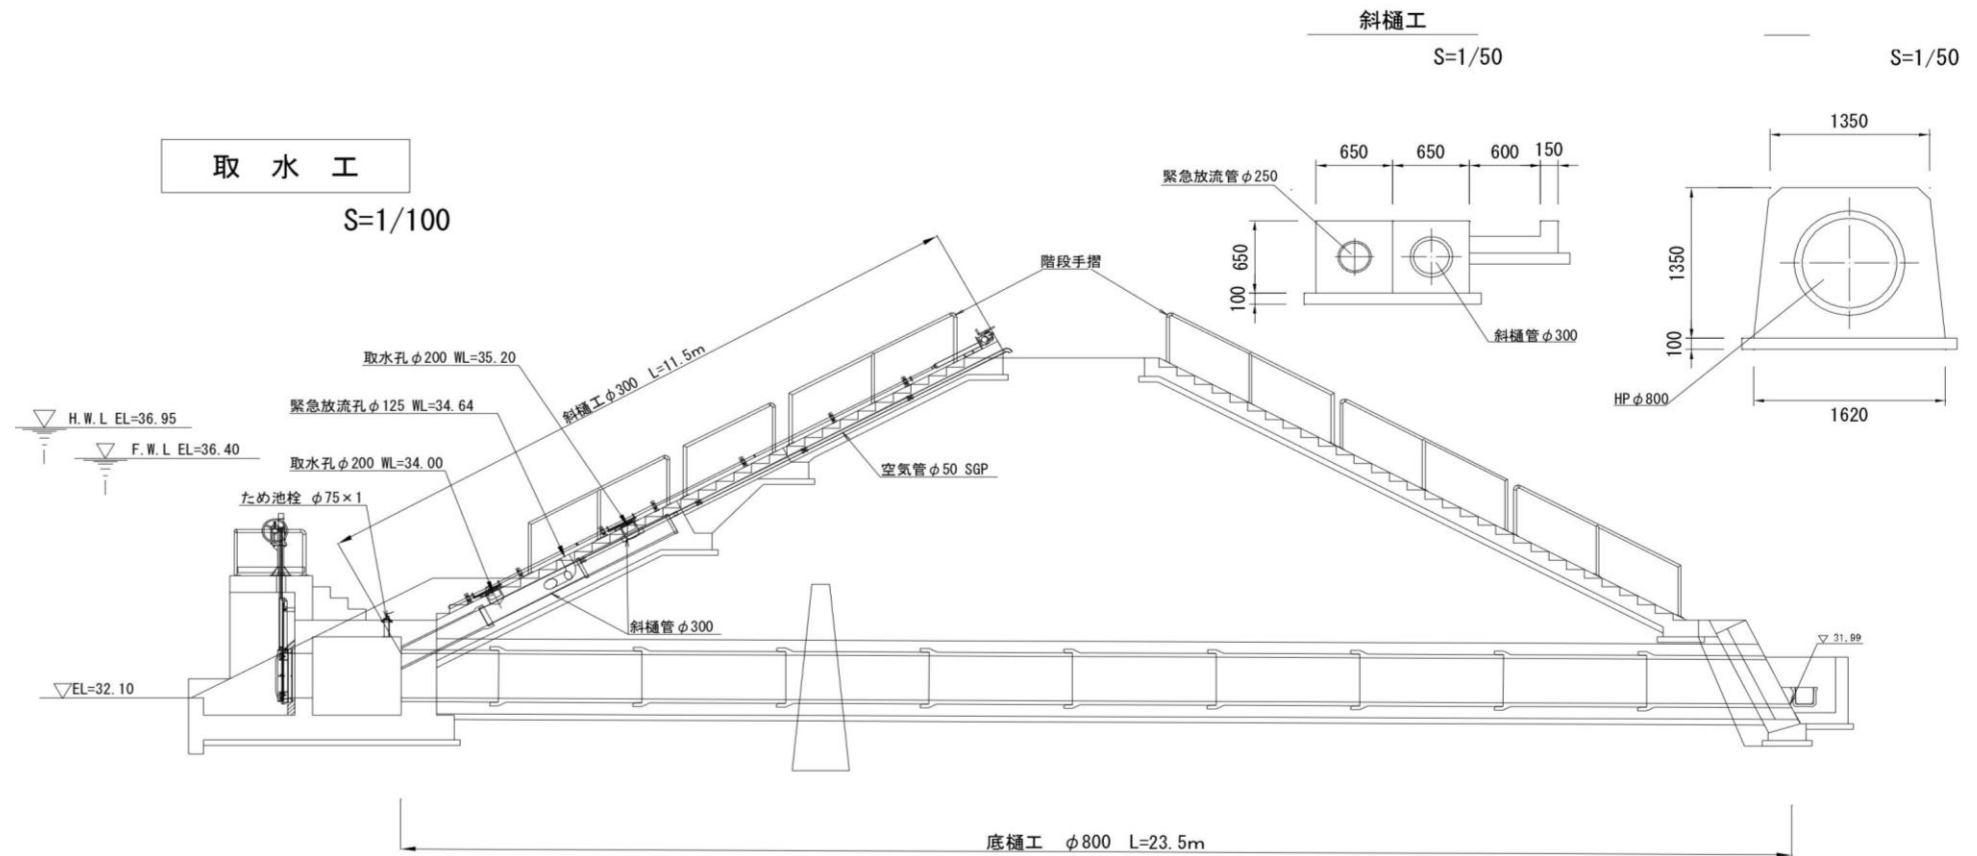 斜樋工
S=1/50
S=1/50
取 水 工
S=1/100
1350
650 650 600 150
緊急放流管φ250
650
100
斜樋管φ300
1350
100
HPφ800
1620
階段手摺
取水孔φ200 WL=35.20
斜樋工φ300 L=11.5m
緊急放流孔φ125 WL=34.64
H.W.L EL=36.95
F.W.L EL=36.40
取水孔φ200 WL=34.00
空気管φ50 SGP
ため池栓 φ75×1
斜樋管φ300
31.99
EL=32.10
底樋工 φ800 L=23.5m